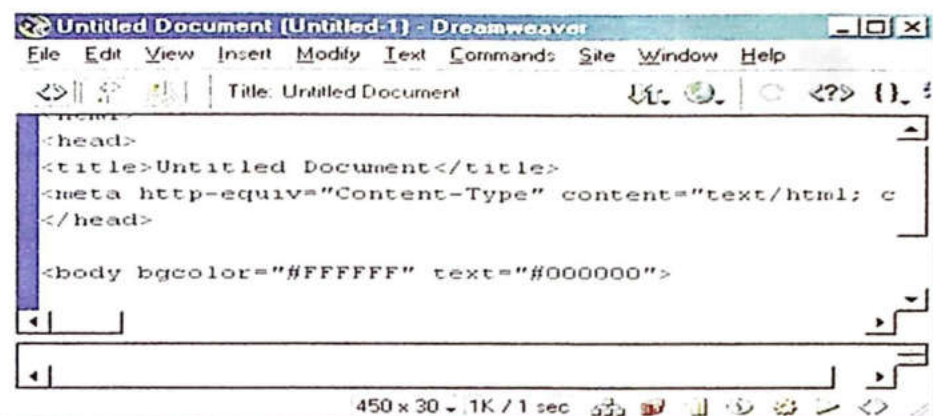 Untitled Document (Untitled-1) - Dreamweaver
File Edit View Insert Modify Text Commands Site Window Help
Title: Untitled Document
<head>
<title>Untitled Document</title>
<meta http-equiv="Content-Type" content="text/html; c
</head>
<body bgcolor="#FFFFFF" text="#000000">
450 x 30 1K / 1 sec